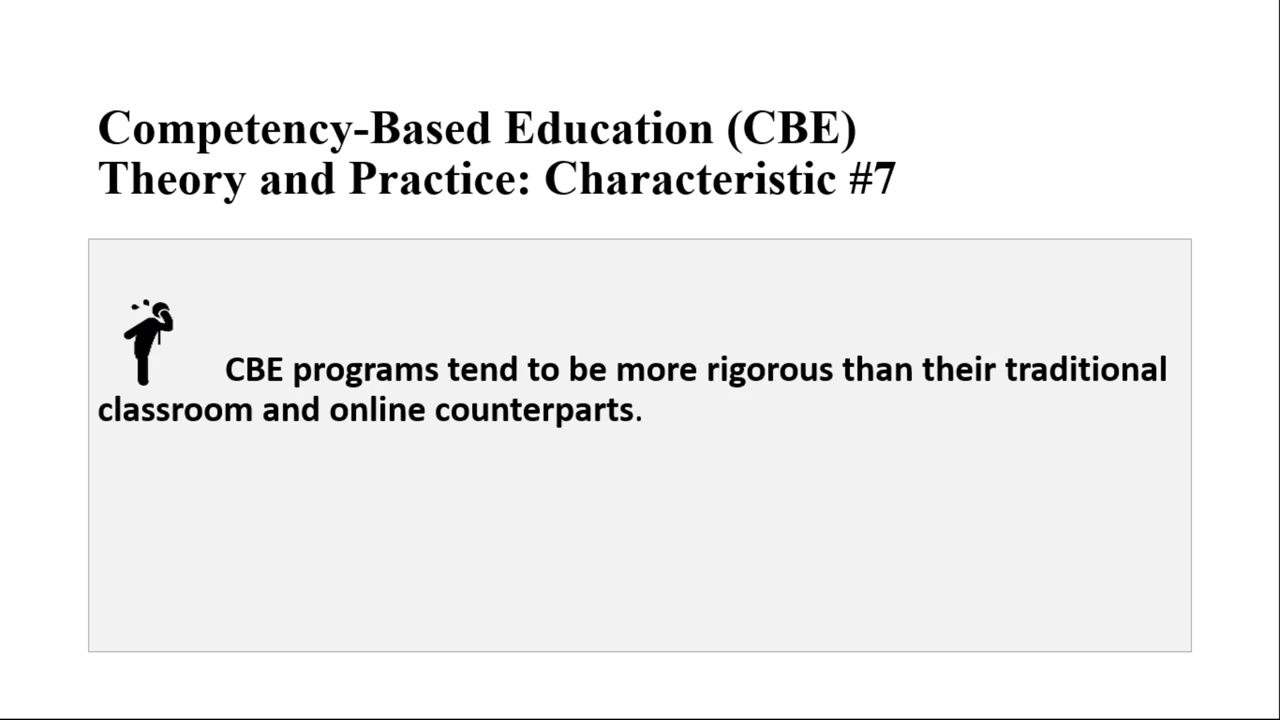 Competency-Based Education (CBE)
Theory and Practice: Characteristic #7
CBE programs tend to be more rigorous than their traditional
classroom and online counterparts.